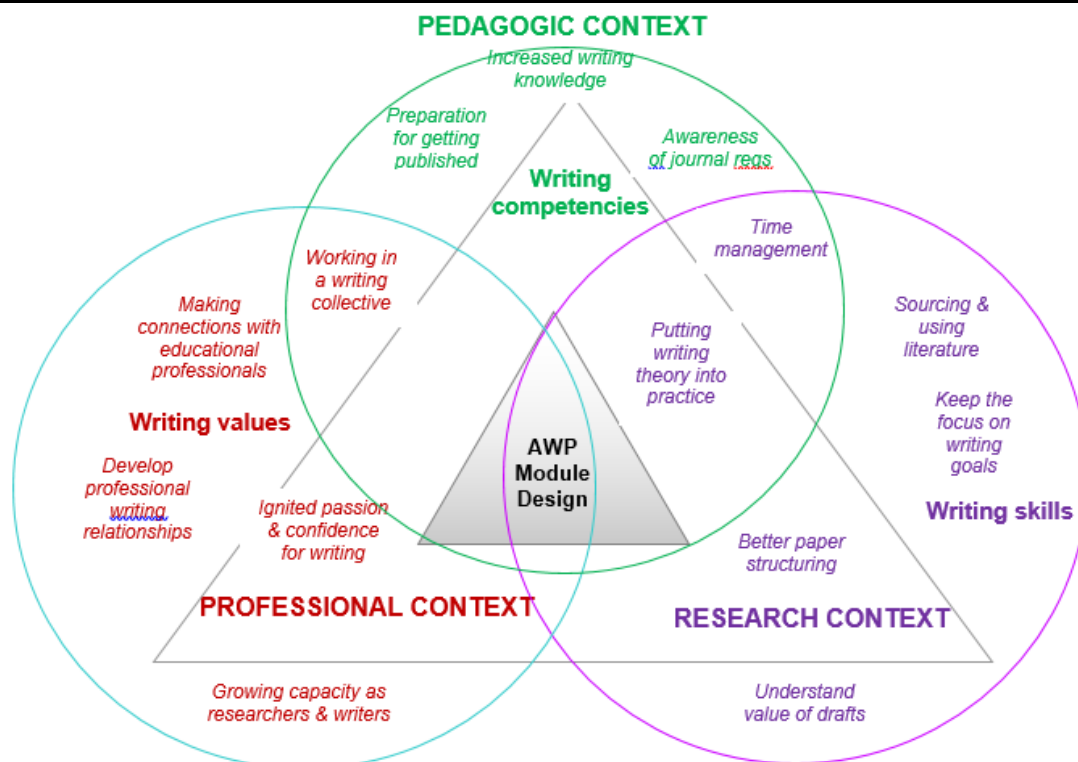 PEDAGOGIC CONTEXT
Increased writing
knowledge
Preparation
for getting
published
Awareness
of journal reqs
Writing
competencies
Time
management
Working in
a writing
collective
Making
connections with
educational
professionals
Sourcing &
using
literature
Putting
writing
theory into
practice
Keep the
focus on
writing
goals
Writing values
AWP
Module
Design
Develop
professional
writing
relationships
Ignited passion
& confidence
for writing
Writing skills
Better paper
structuring
PROFESSIONAL CONTEXT
RESEARCH CONTEXT
Growing capacity as
researchers & writers
Understand
value of drafts